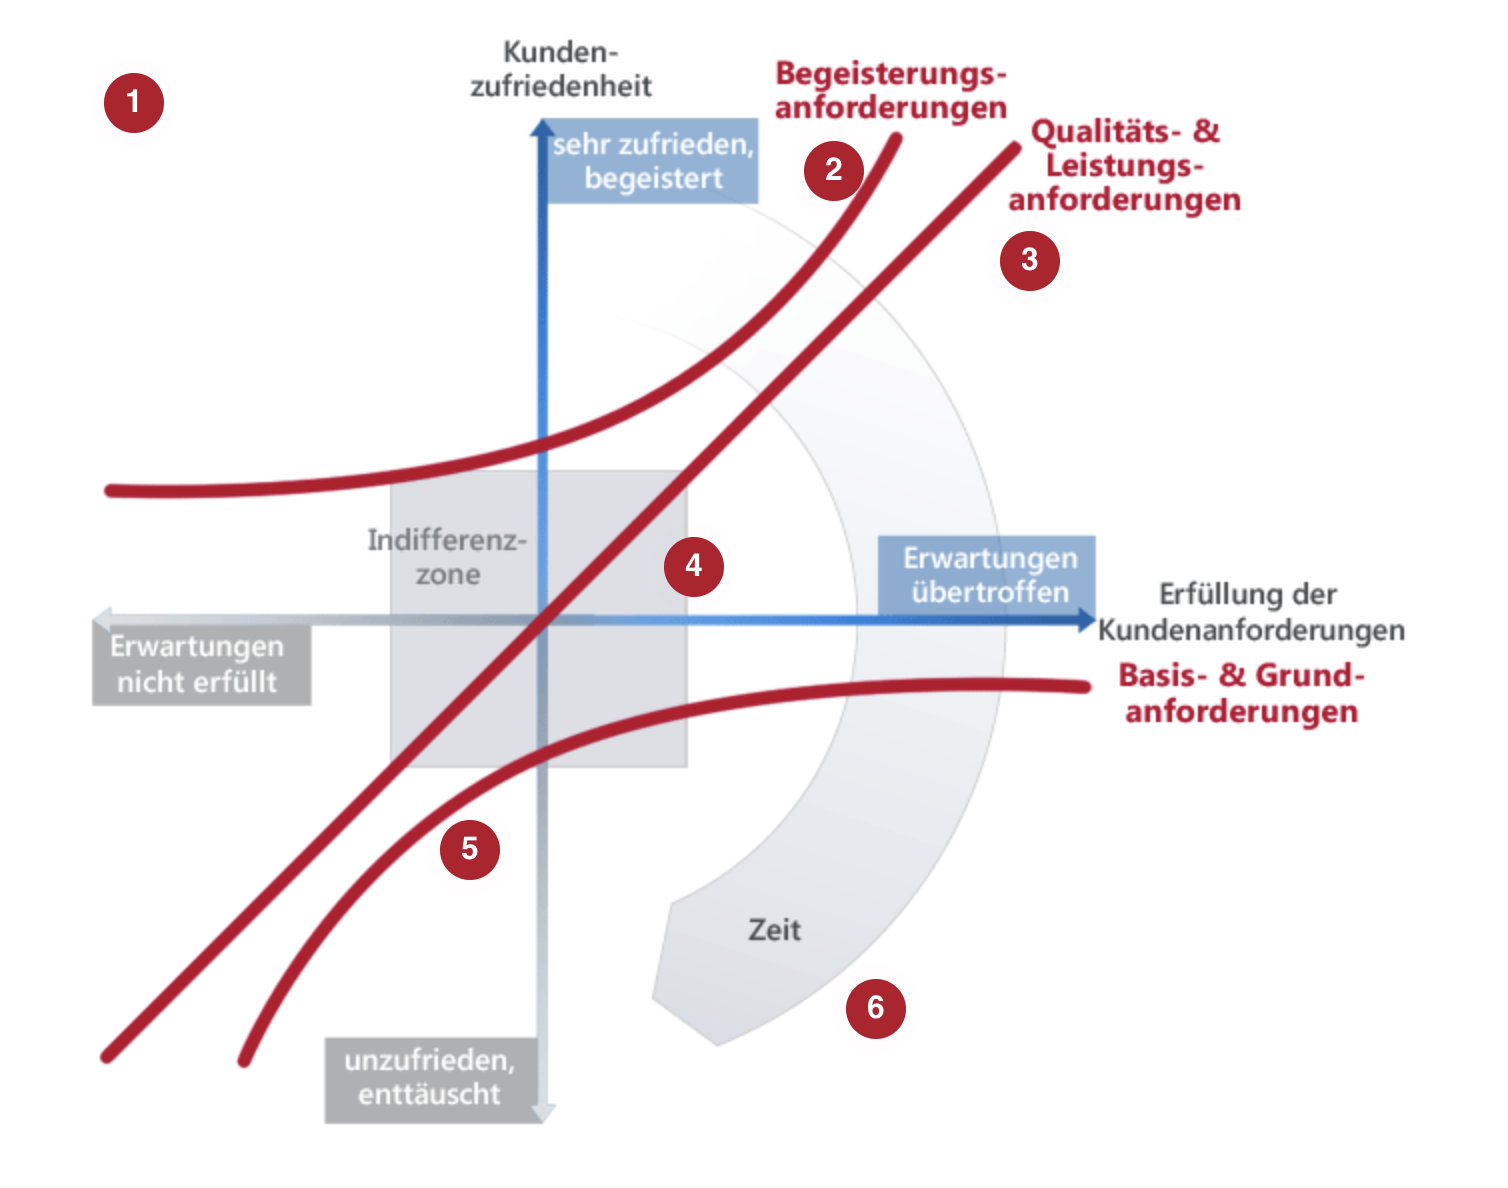 1
Kunden-
zufriedenheit
sehr zufrieden,
begeistert
Begeisterungs-
anforderungen
2
Qualitäts- &
Leistungs-
anforderungen
3
Indifferenz-
zone
4
Erwartungen
übertroffen
Erfüllung der
Kundenanforderungen
Erwartungen
nicht erfüllt
Basis- & Grund-
anforderungen
5
Zeit
6
unzufrieden,
enttäuscht